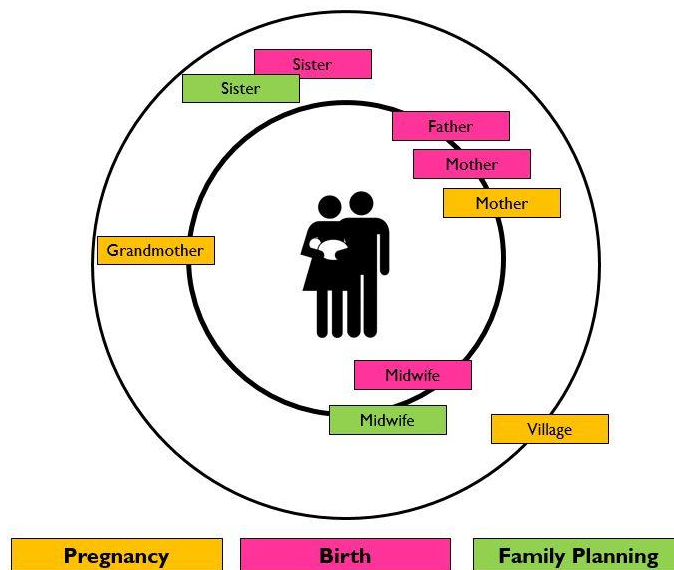 Sister
Sister
Father
Mother
Mother
Grandmother
Midwife
Midwife
Village
Pregnancy
Birth
Family Planning